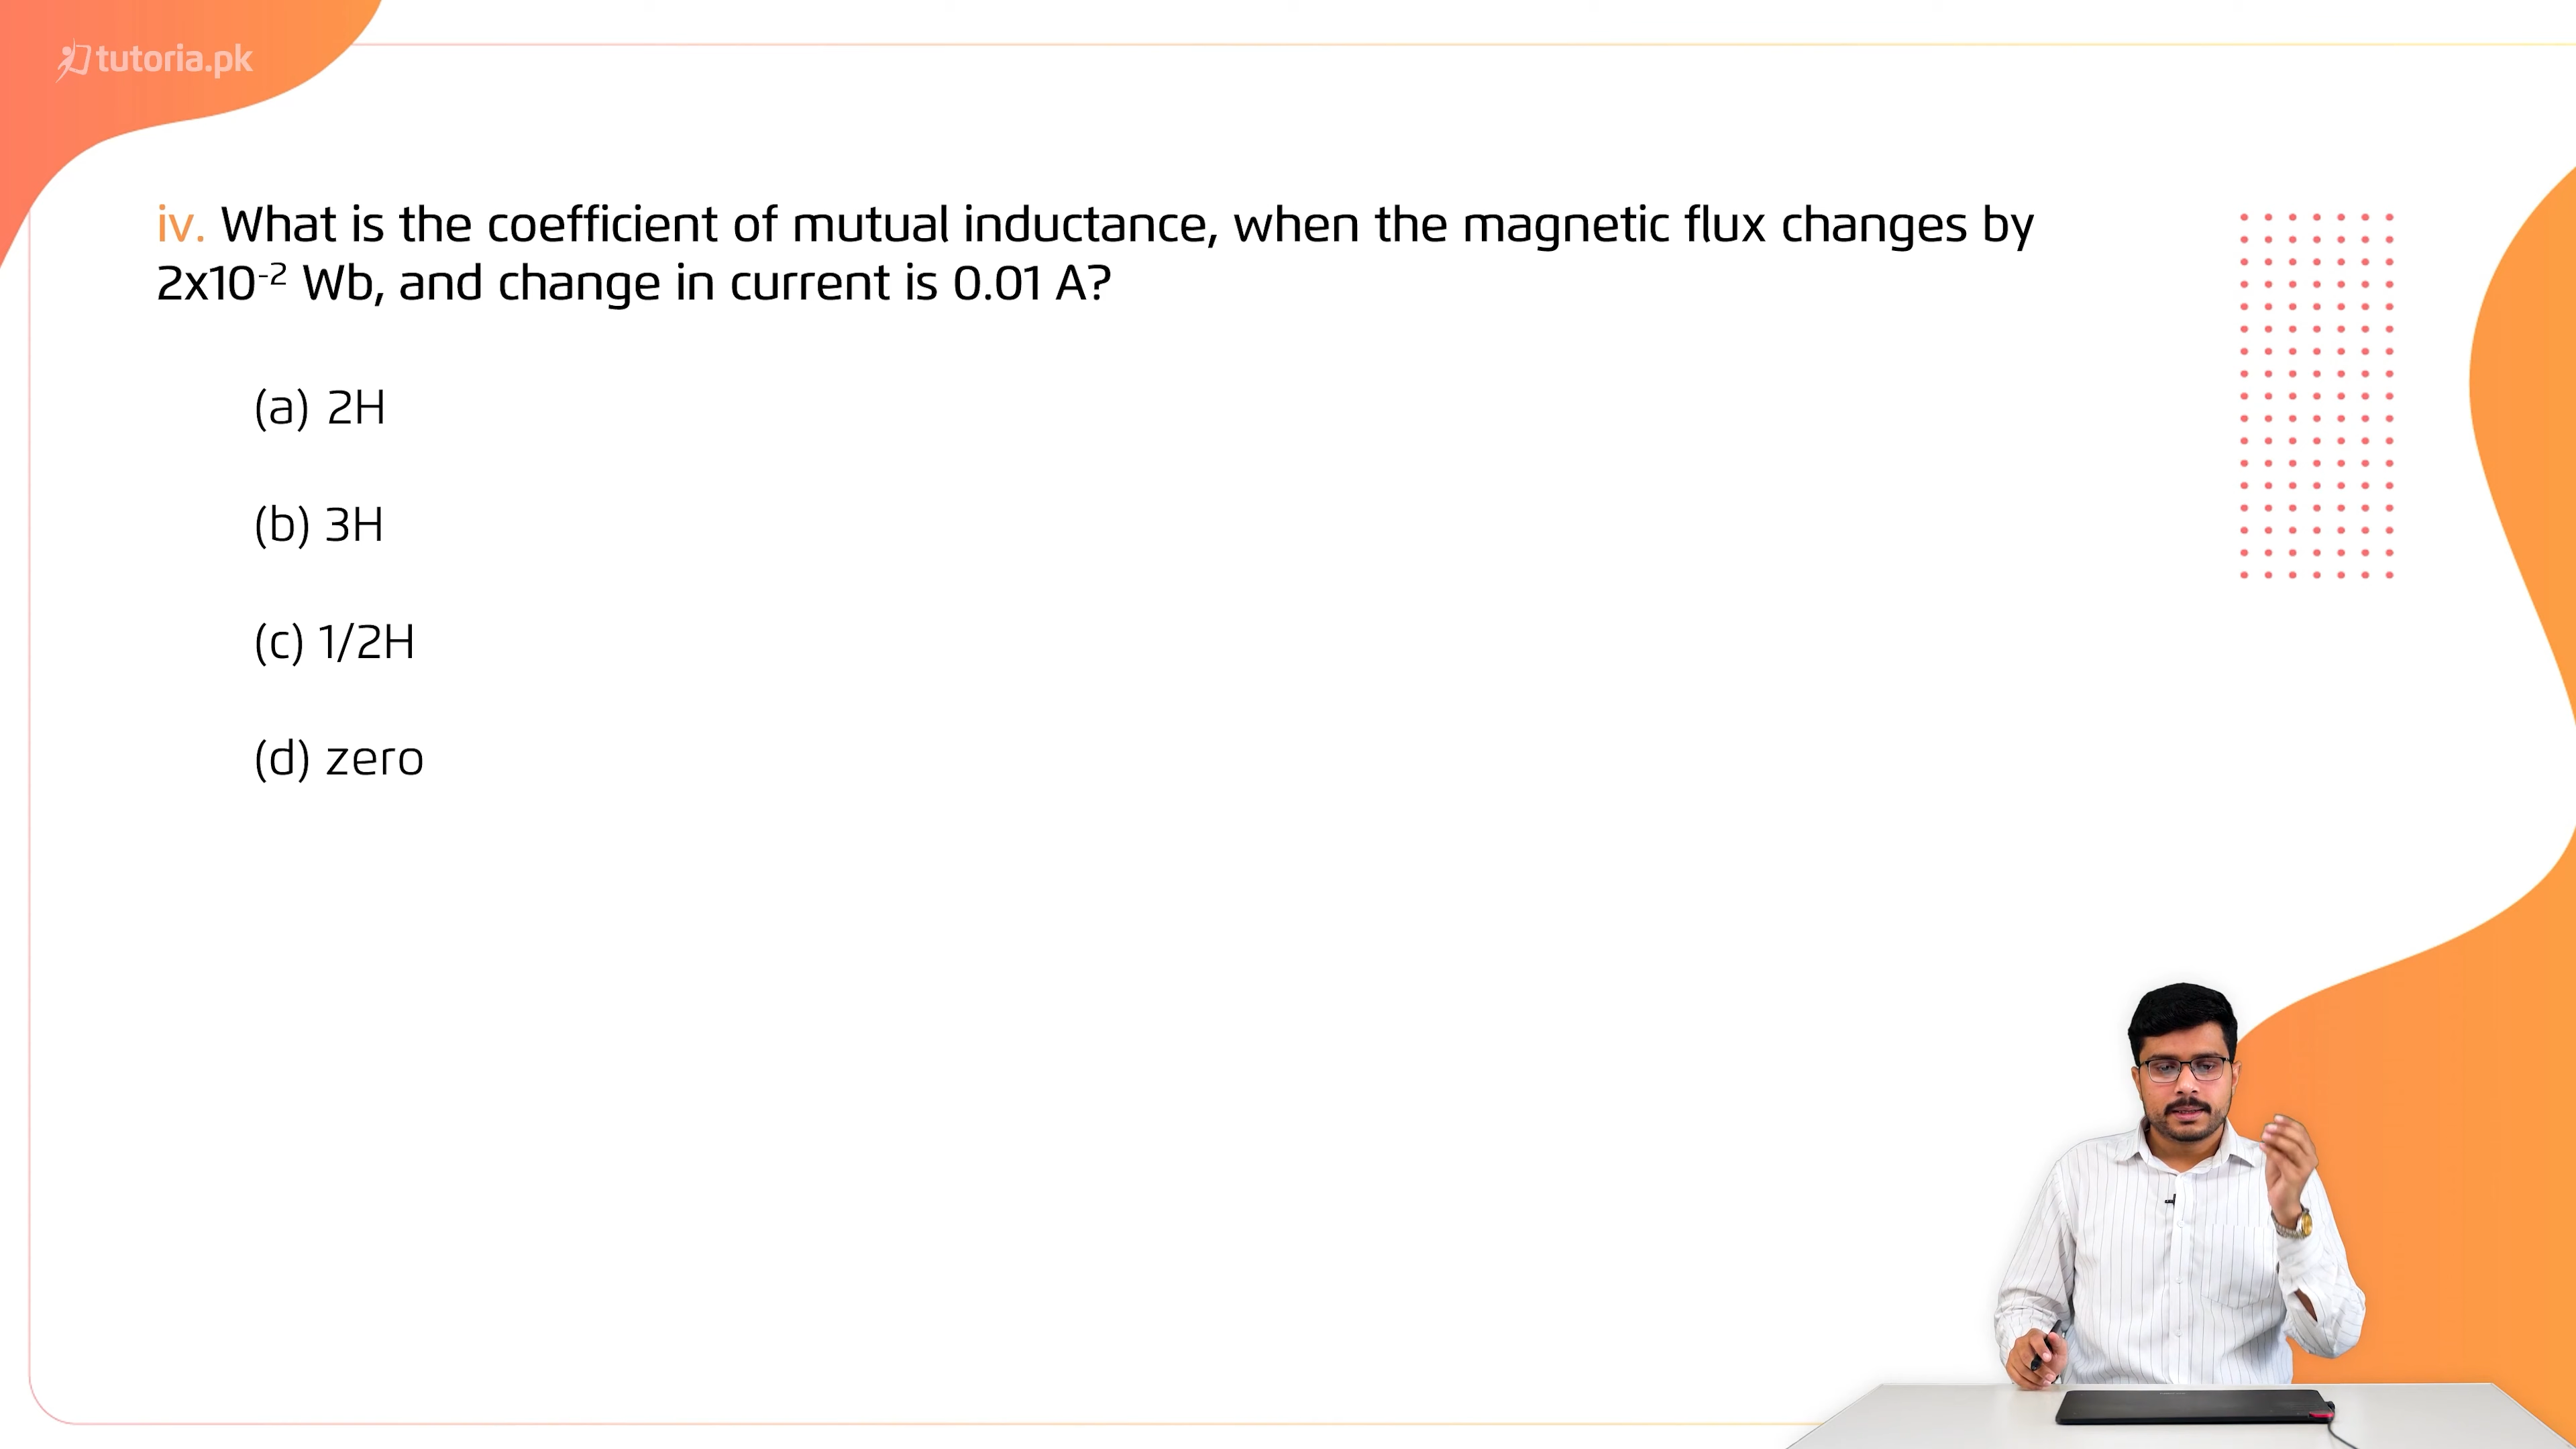 tutoria.pk
iv. What is the coefficient of mutual inductance, when the magnetic flux changes by
2x10⁻² Wb, and change in current is 0.01 A?
(a) 2H
(b) 3H
(c) 1/2H
(d) zero